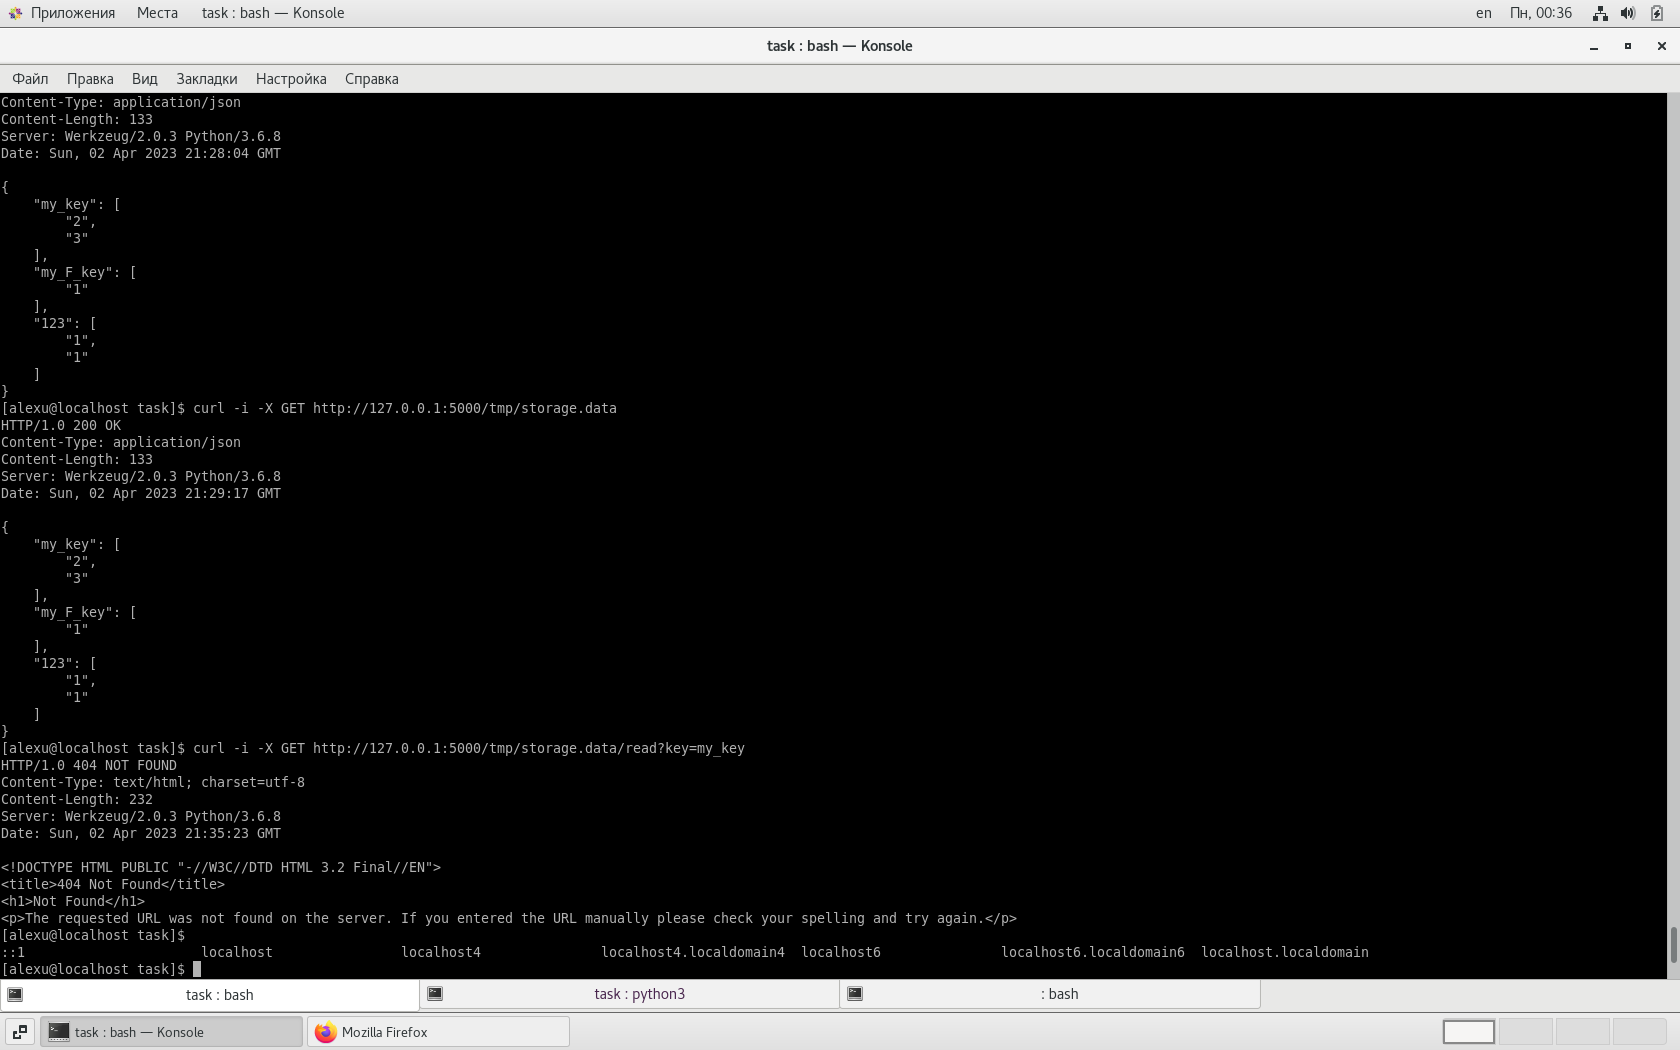 Приложения Места task : bash — Konsole en Пн, 00:36
task : bash — Konsole
Файл Правка Вид Закладки Настройка Справка
Content-Type: application/json
Content-Length: 133
Server: Werkzeug/2.0.3 Python/3.6.8
Date: Sun, 02 Apr 2023 21:28:04 GMT

{
    "my_key": [
        "2",
        "3"
    ],
    "my_F_key": [
        "1"
    ],
    "123": [
        "1",
        "1"
    ]
}
[alexu@localhost task]$ curl -i -X GET http://127.0.0.1:5000/tmp/storage.data
HTTP/1.0 200 OK
Content-Type: application/json
Content-Length: 133
Server: Werkzeug/2.0.3 Python/3.6.8
Date: Sun, 02 Apr 2023 21:29:17 GMT

{
    "my_key": [
        "2",
        "3"
    ],
    "my_F_key": [
        "1"
    ],
    "123": [
        "1",
        "1"
    ]
}
[alexu@localhost task]$ curl -i -X GET http://127.0.0.1:5000/tmp/storage.data/read?key=my_key
HTTP/1.0 404 NOT FOUND
Content-Type: text/html; charset=utf-8
Content-Length: 232
Server: Werkzeug/2.0.3 Python/3.6.8
Date: Sun, 02 Apr 2023 21:35:23 GMT

<!DOCTYPE HTML PUBLIC "-//W3C//DTD HTML 3.2 Final//EN">
<title>404 Not Found</title>
<h1>Not Found</h1>
<p>The requested URL was not found on the server. If you entered the URL manually please check your spelling and try again.</p>
[alexu@localhost task]$
::1                      localhost                localhost4               localhost4.localdomain4  localhost6               localhost6.localdomain6  localhost.localdomain
[alexu@localhost task]$
task : bash task : python3 : bash
task : bash — Konsole Mozilla Firefox